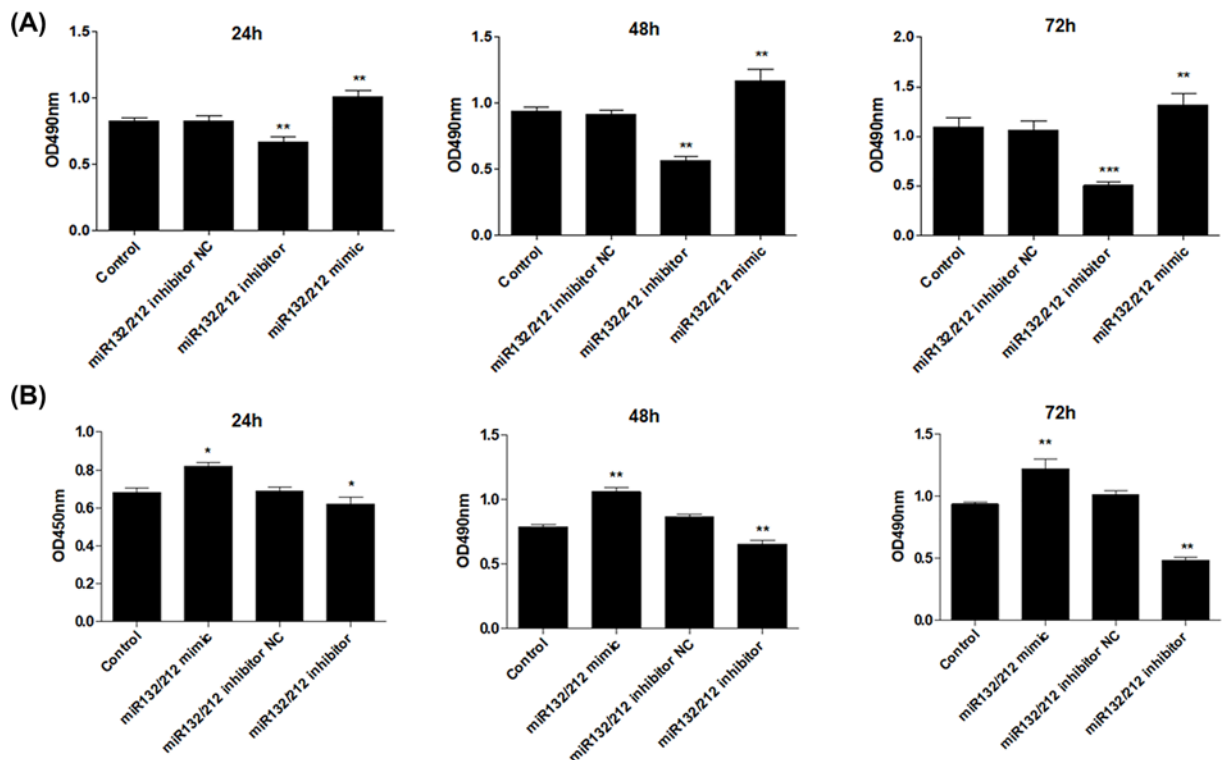 (A)
24h
OD490nm
1.5
1.0
0.5
0.0
**
**
Control
miR132/212 inhibitor NC
miR132/212 inhibitor
miR132/212 mimic
48h
OD490nm
1.5
1.0
0.5
0.0
**
**
Control
miR132/212 inhibitor NC
miR132/212 inhibitor
miR132/212 mimic
72h
OD490nm
2.0
1.5
1.0
0.5
0.0
***
**
Control
miR132/212 inhibitor NC
miR132/212 inhibitor
miR132/212 mimic
(B)
24h
OD450nm
1.0
0.8
0.6
0.4
0.2
0.0
*
*
Control
miR132/212 mimic
miR132/212 inhibitor NC
miR132/212 inhibitor
48h
OD490nm
1.5
1.0
0.5
0.0
**
**
Control
miR132/212 mimic
miR132/212 inhibitor NC
miR132/212 inhibitor
72h
OD490nm
1.5
1.0
0.5
0.0
**
**
Control
miR132/212 mimic
miR132/212 inhibitor NC
miR132/212 inhibitor